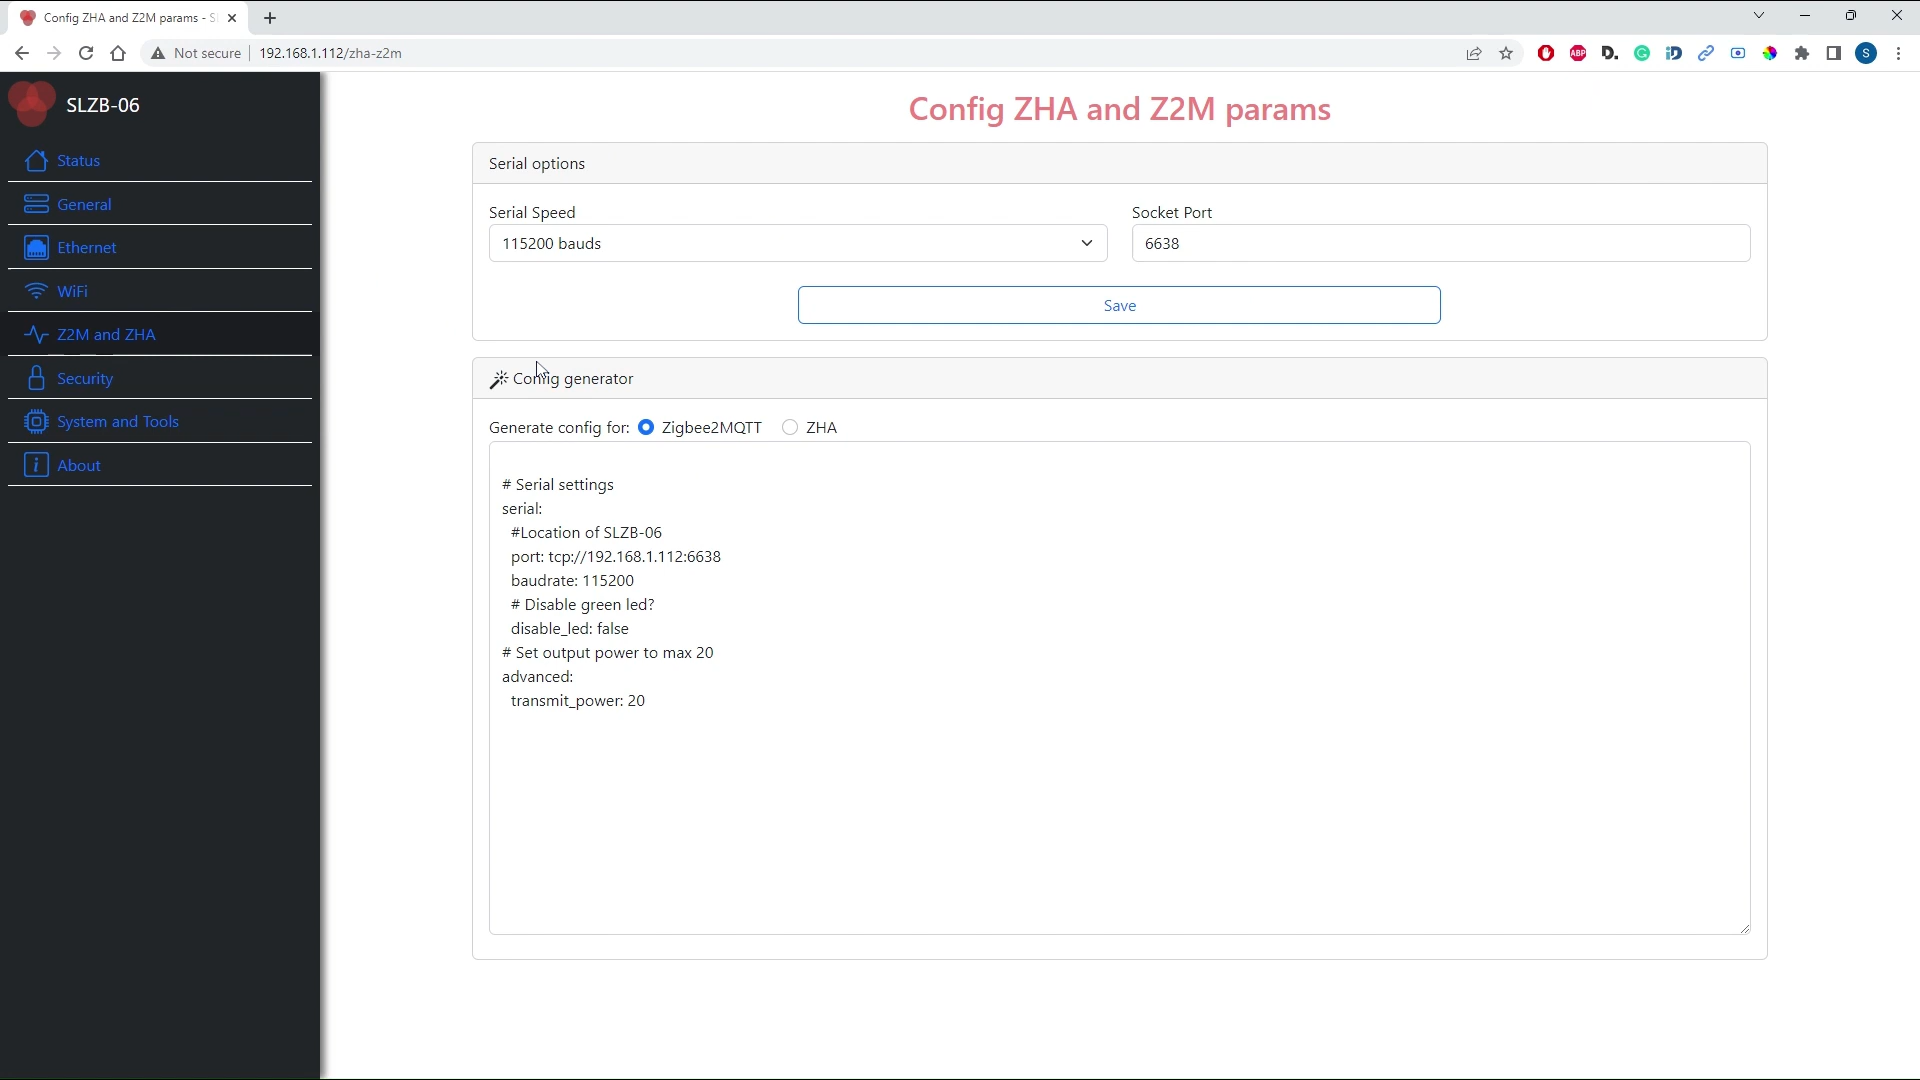 Config ZHA and Z2M params - S
Not secure
192.168.1.112/zha-z2m
ABP
D.
S
SLZB-06
Status
General
Ethernet
WiFi
Z2M and ZHA
Security
System and Tools
About
Config ZHA and Z2M params
Serial options
Serial Speed
115200 bauds
Socket Port
6638
Save
Config generator
Generate config for: Zigbee2MQTT ZHA
# Serial settings
serial:
#Location of SLZB-06
port: tcp://192.168.1.112:6638
baudrate: 115200
# Disable green led?
disable_led: false
# Set output power to max 20
advanced:
transmit_power: 20